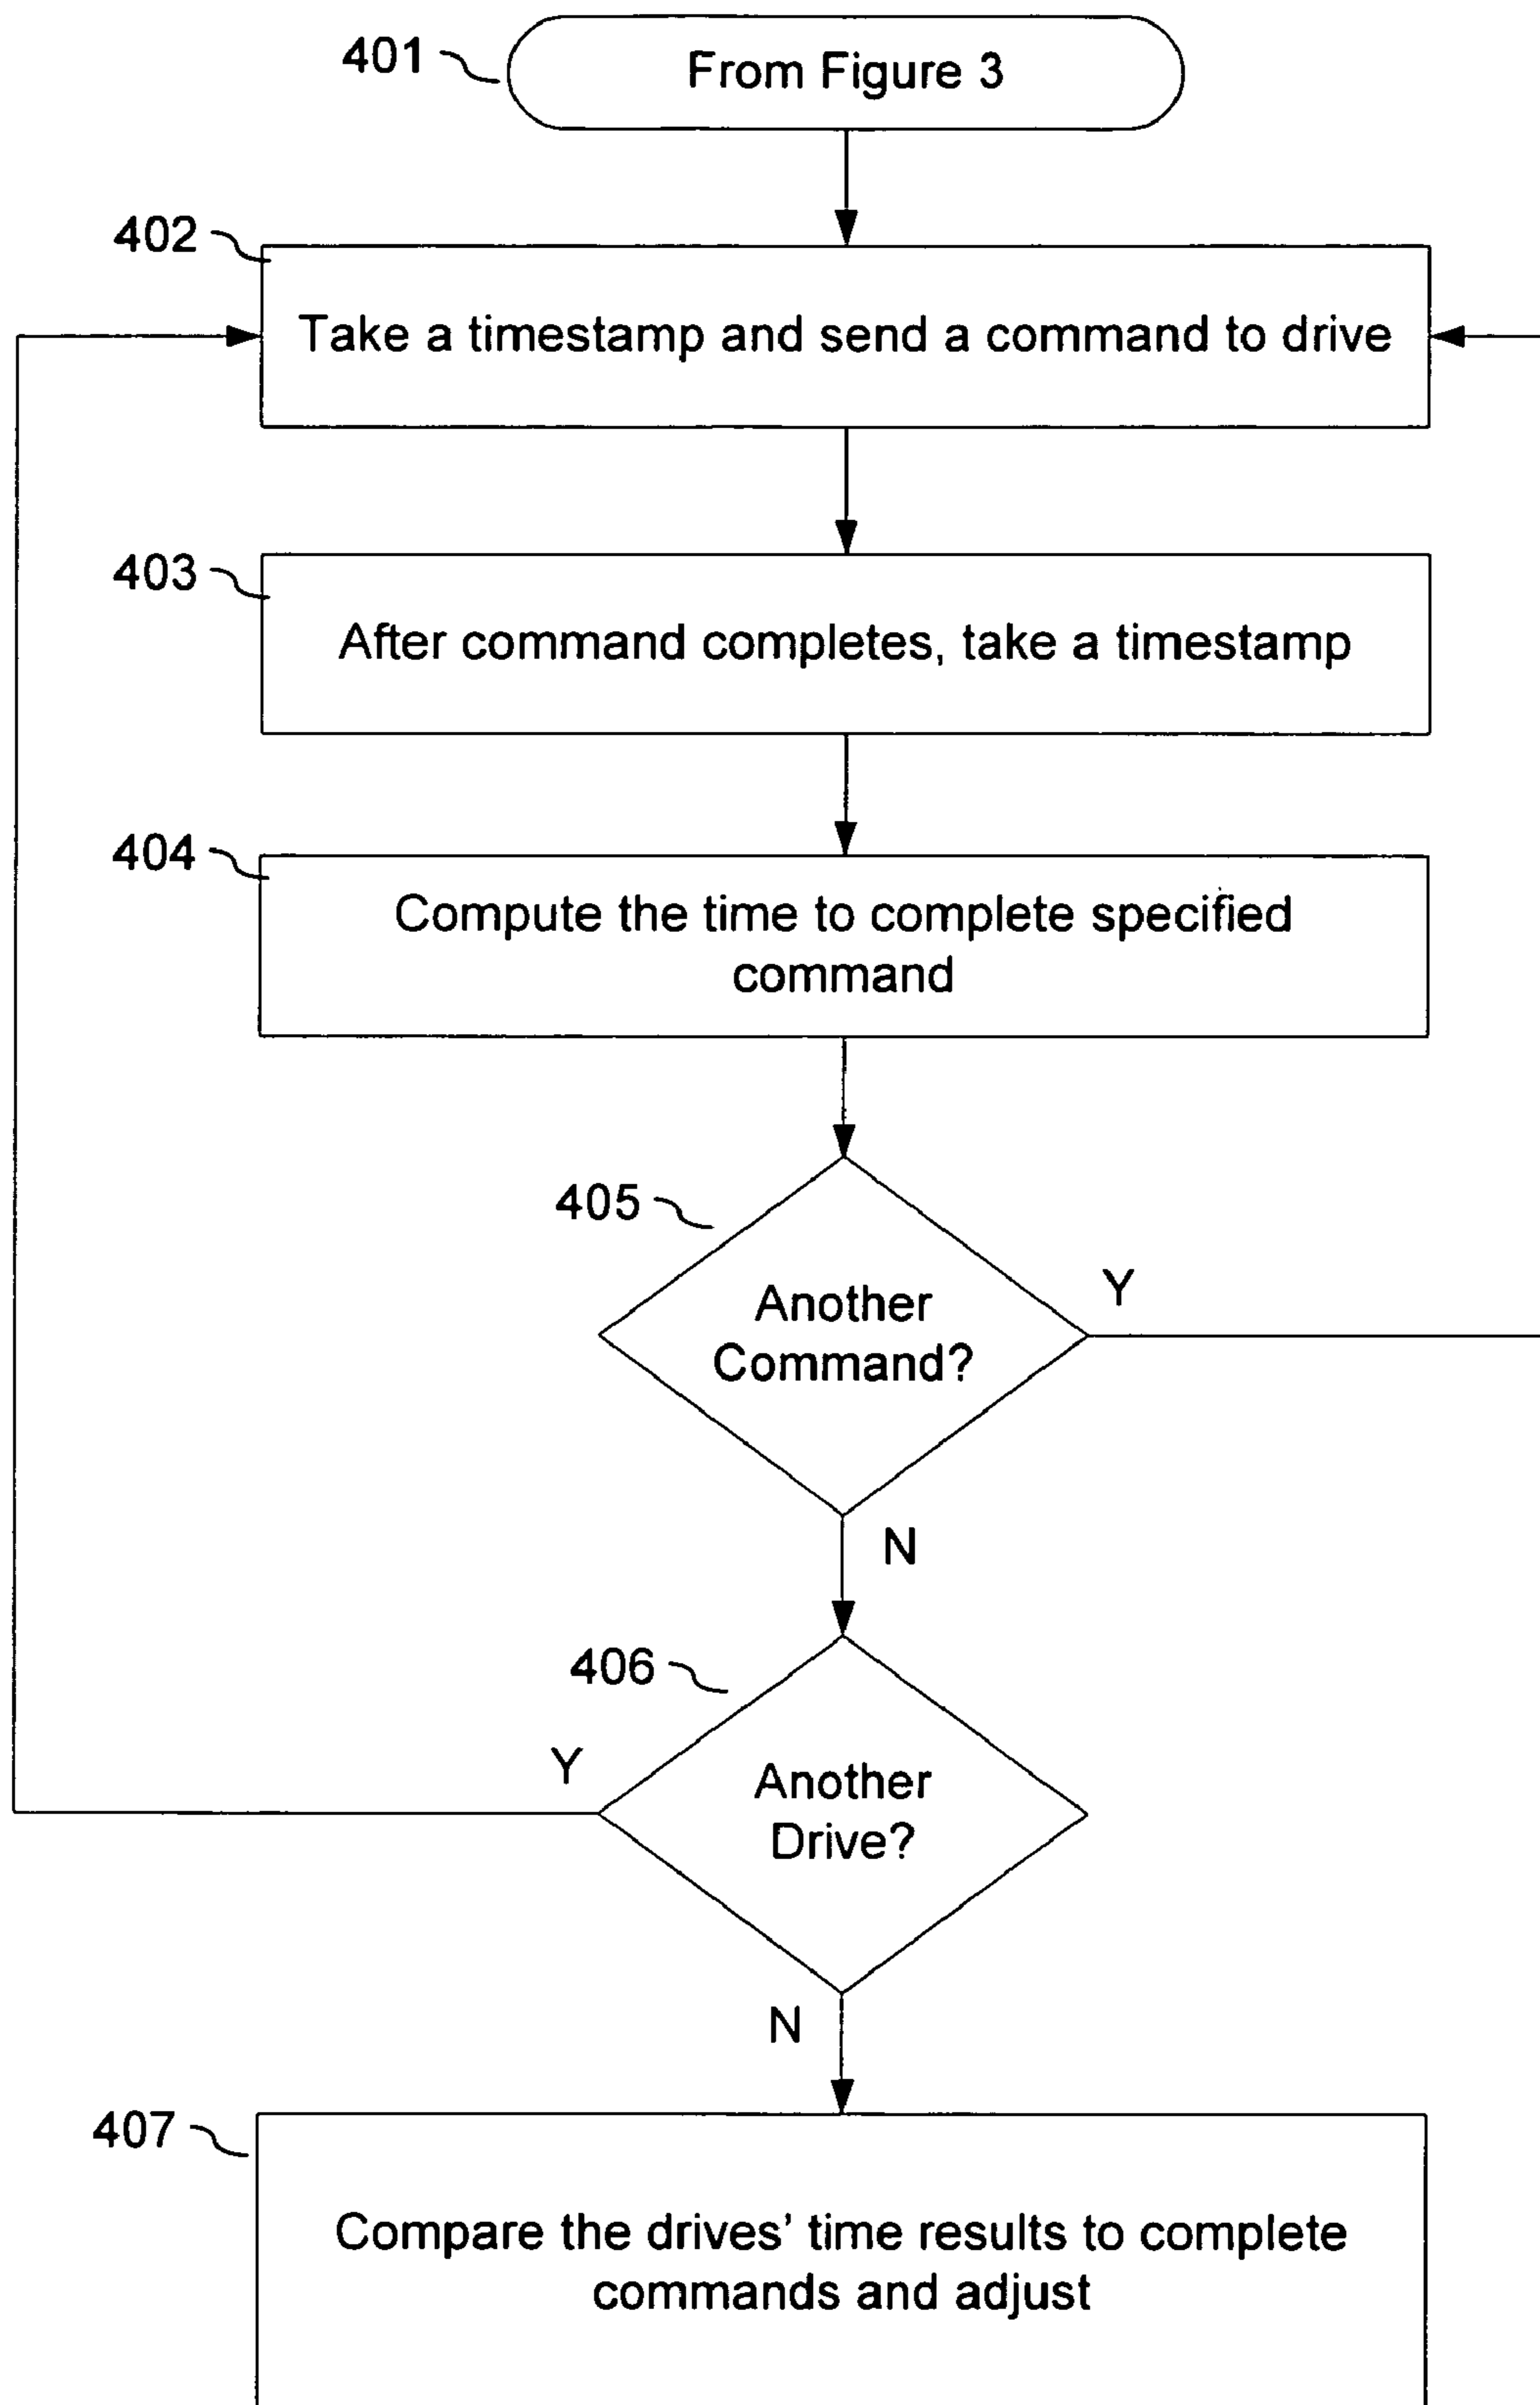 401
From Figure 3
402
Take a timestamp and send a command to drive
403
After command completes, take a timestamp
404
Compute the time to complete specified
command
405
Another
Command?
Y
N
406
Another
Drive?
Y
N
407
Compare the drives’ time results to complete
commands and adjust